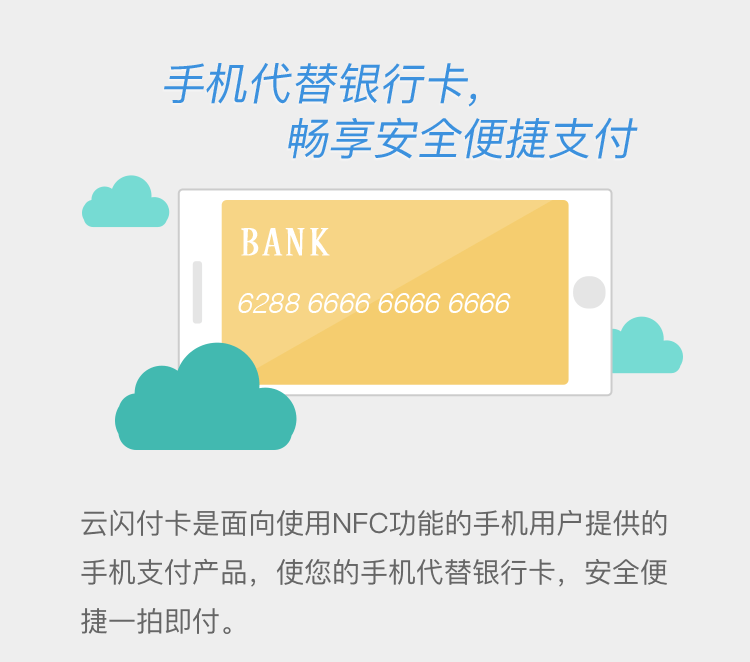 手机代替银行卡，
畅享安全便捷支付
BANK
6288 6666 6666 6666
云闪付卡是面向使用NFC功能的手机用户提供的
手机支付产品，使您的手机代替银行卡，安全便
捷一拍即付。